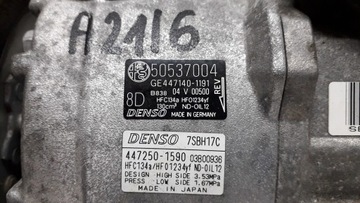 A2116
50537004
GE447140-1191
8D
B838 04 V 00500
HFC134a HFO1234yf
130cm³ ND-OIL12
REV
DENSO MADE IN GERMANY
DENSO 7SBH17C
447250-1590 03B00936
HFC134a/HFO1234yf ND-OIL12
DESIGN HIGH SIDE 3.53MPa
PRESS LOW SIDE 1.67MPa
MADE IN JAPAN